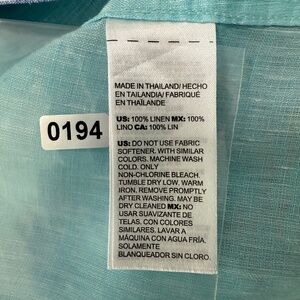 MADE IN THAILAND/ HECHO
EN TAILANDIA/ FABRIQUÉ
EN THAÏLANDE
US: 100% LINEN MX: 100%
LINO CA: 100% LIN
0194
US: DO NOT USE FABRIC
SOFTENER. WITH SIMILAR
COLORS. MACHINE WASH
COLD. ONLY
NON-CHLORINE BLEACH.
TUMBLE DRY LOW. WARM
IRON. REMOVE PROMPTLY
AFTER WASHING. MAY BE
DRY CLEANED MX: NO
USAR SUAVIZANTE DE
TELAS, CON COLORES
SIMILARES. LAVAR A
MÁQUINA CON AGUA FRÍA.
SOLAMENTE
BLANQUEADOR SIN CLORO.